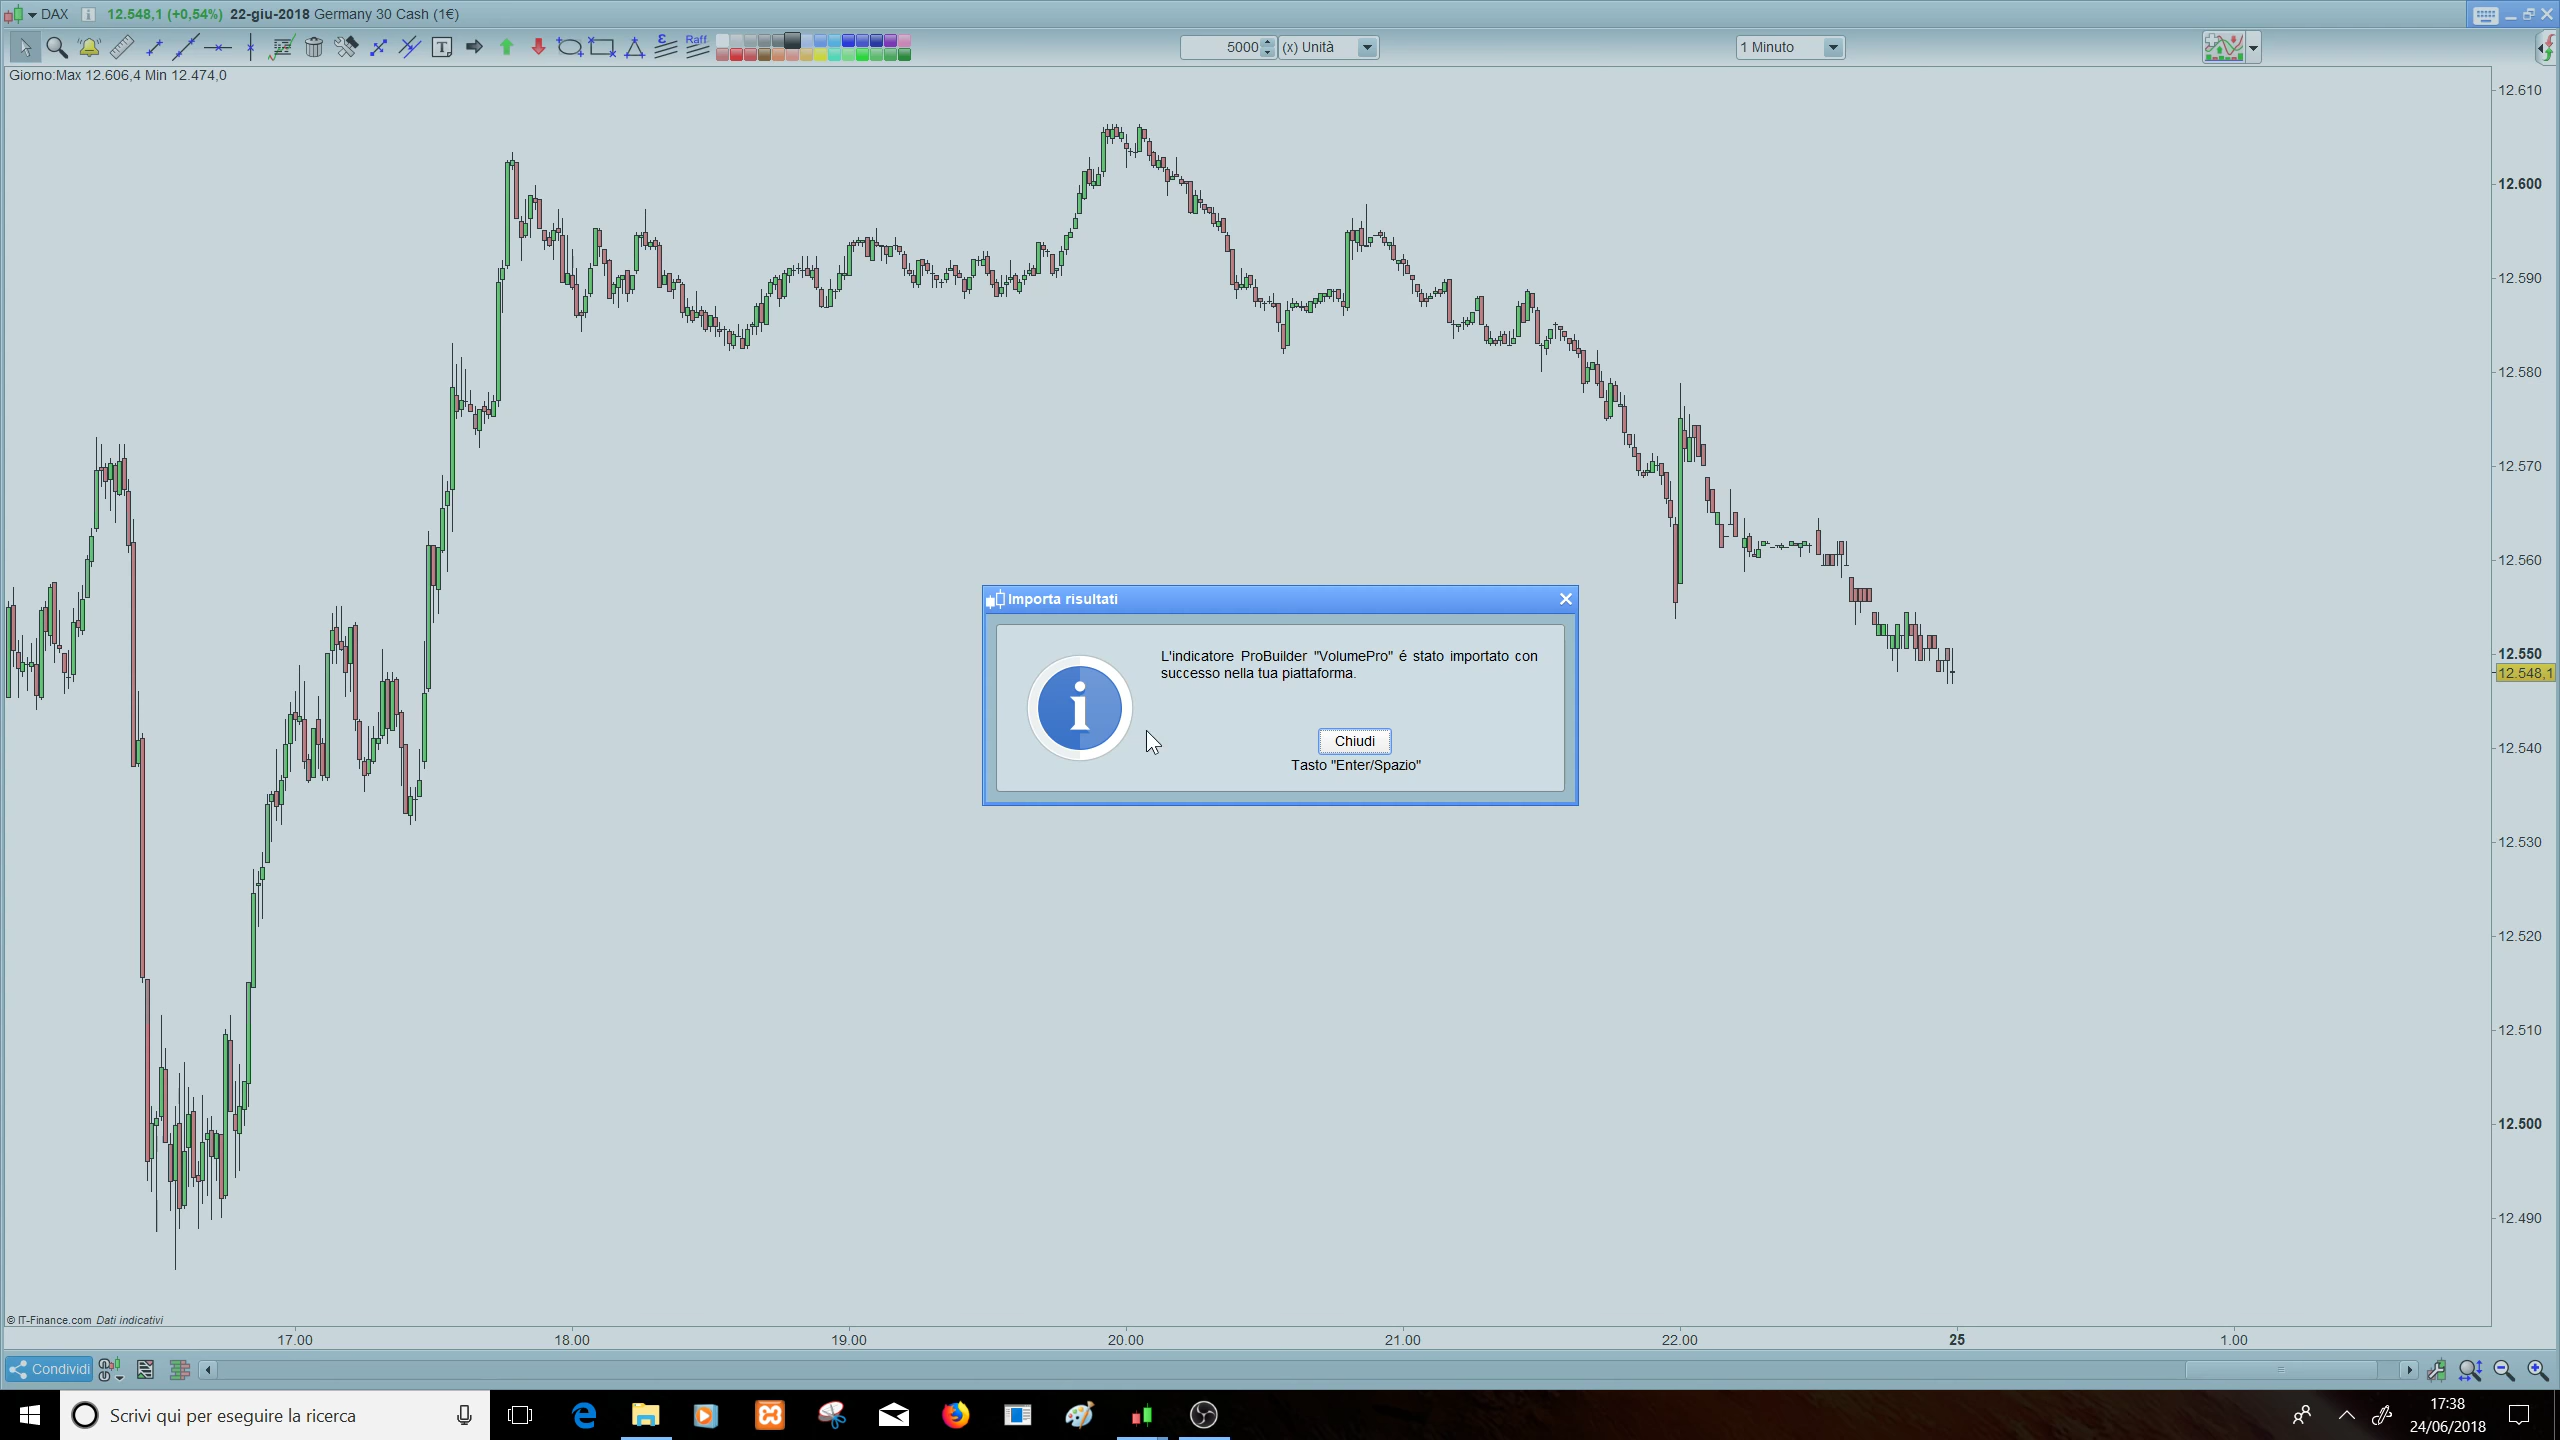 DAX 12.548,1 (+0,54%) 22-giu-2018 Germany 30 Cash (1€)
Raff 5000 (x) Unità 1 Minuto
Giorno:Max 12.606,4 Min 12.474,0
12.610
12.600
12.590
12.580
12.570
12.560
12.550
12.548,1
12.540
12.530
12.520
12.510
12.500
12.490
Importa risultati
L'indicatore ProBuilder "VolumePro" é stato importato con
successo nella tua piattaforma.
Chiudi
Tasto "Enter/Spazio"
© IT-Finance.com Dati indicativi
17.00 18.00 19.00 20.00 21.00 22.00 25 1.00
Condividi
Scrivi qui per eseguire la ricerca
17:38
24/06/2018